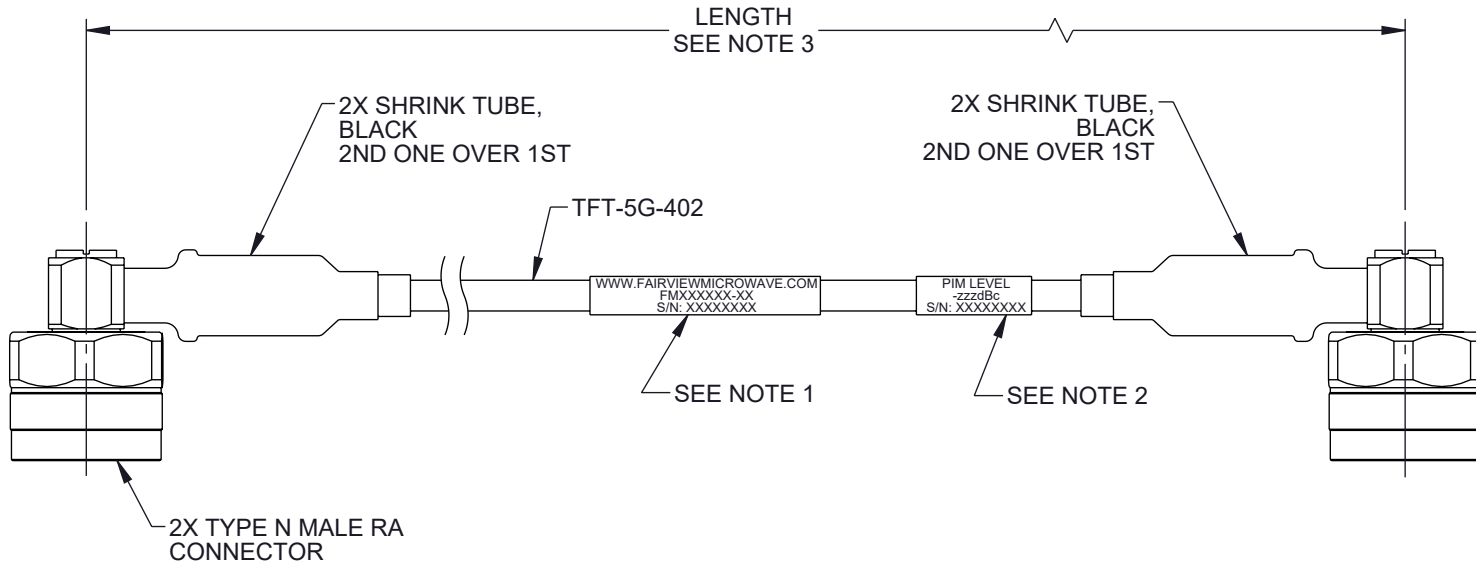 LENGTH
SEE NOTE 3
2X SHRINK TUBE,
BLACK
2ND ONE OVER 1ST
2X SHRINK TUBE,
BLACK
2ND ONE OVER 1ST
TFT-5G-402
WWW.FAIRVIEWMICROWAVE.COM
FMXXXXXX-XX
S/N: XXXXXXXX
PIM LEVEL
-zzzdBc
S/N: XXXXXXXX
SEE NOTE 1
SEE NOTE 2
2X TYPE N MALE RA
CONNECTOR